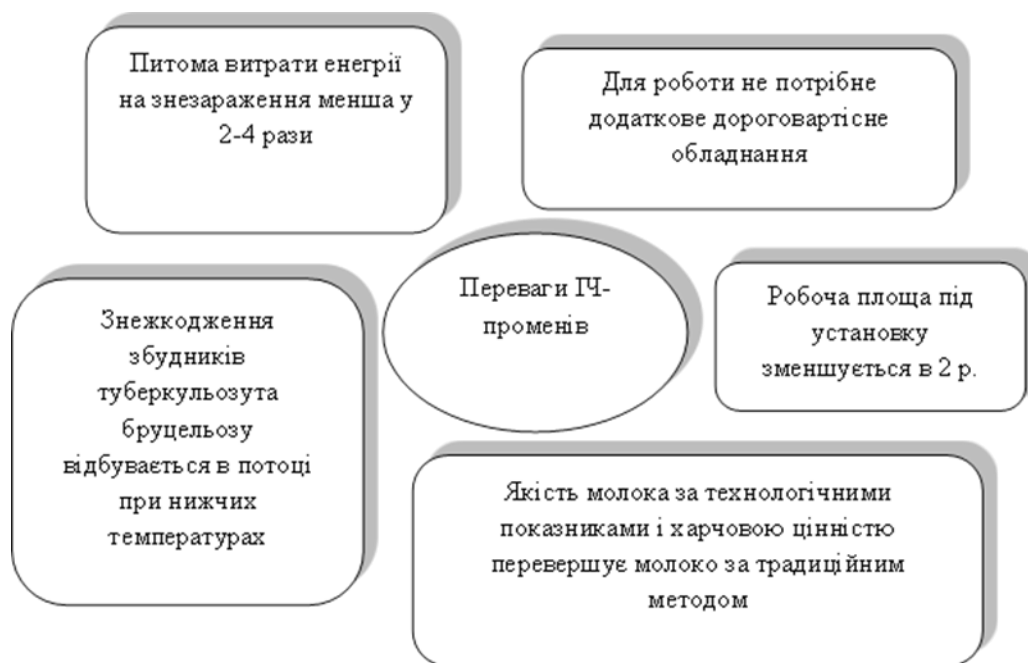 Питома витрати енегрії
на знезараження менша у
2-4 рази
Для роботи не потрібне
додаткове дороговартісне
обладнання
Переваги ІЧ-
променів
Робоча площа під
установку
зменшується в 2 р.
Знежкодження
збудників
туберкульозута
бруцельозу
відбувається в потоці
при нижчих
температурах
Якість молока за технологічними
показниками і харчовою цінністю
перевершує молоко за традиційним
методом